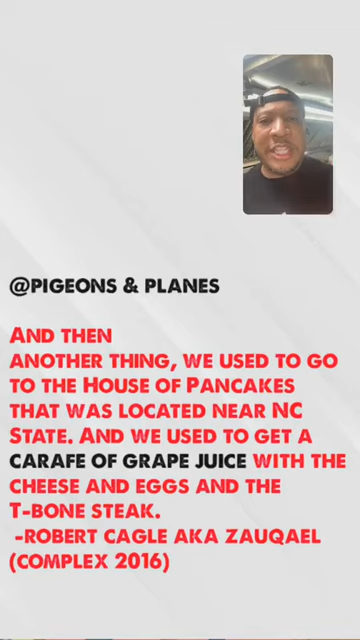 @PIGEONS & PLANES
AND THEN
ANOTHER THING, WE USED TO GO
TO THE HOUSE OF PANCAKES
THAT WAS LOCATED NEAR NC
STATE. AND WE USED TO GET A
CARAFE OF GRAPE JUICE WITH THE
CHEESE AND EGGS AND THE
T-BONE STEAK.
-ROBERT CAGLE AKA ZAUQAEL
(COMPLEX 2016)